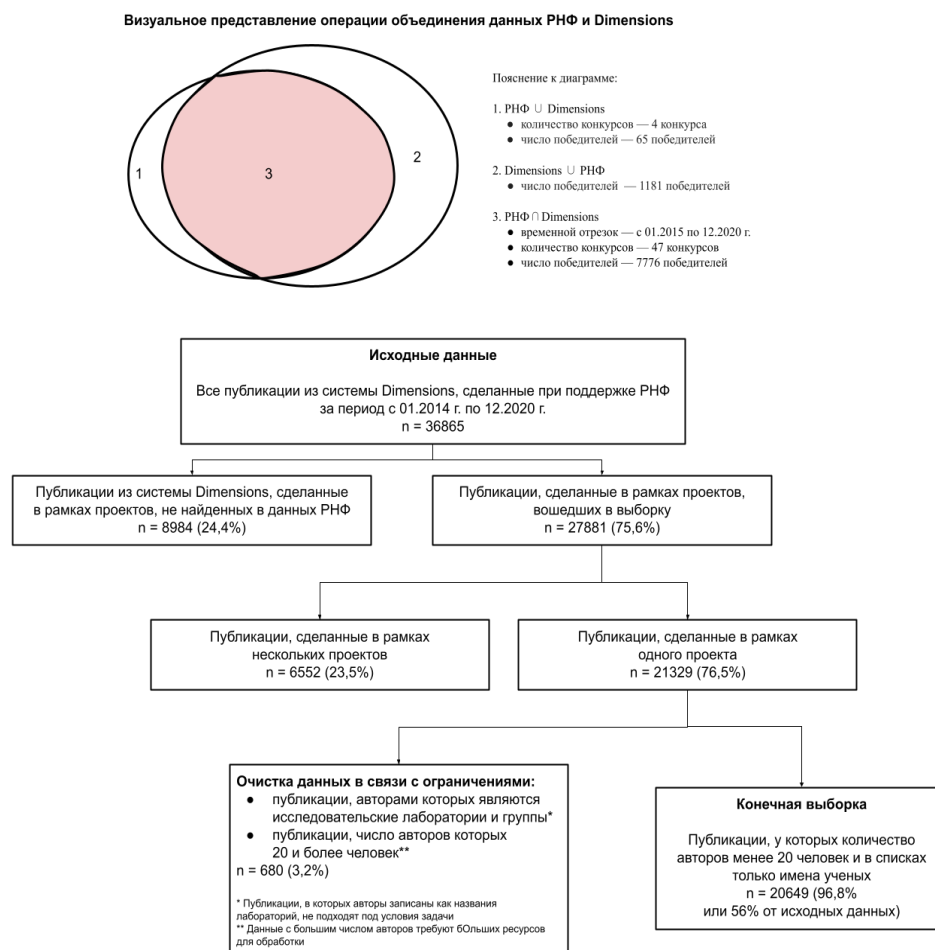 Визуальное представление операции объединения данных РНФ и Dimensions
1
3
2
Пояснение к диаграмме:
1. РНФ ∪ Dimensions
● количество конкурсов — 4 конкурса
● число победителей — 65 победителей
2. Dimensions ∪ РНФ
● число победителей — 1181 победителей
3. РНФ ∩ Dimensions
● временной отрезок — с 01.2015 по 12.2020 г.
● количество конкурсов — 47 конкурсов
● число победителей — 7776 победителей
Исходные данные
Все публикации из системы Dimensions, сделанные при поддержке РНФ
за период с 01.2014 г. по 12.2020 г.
n = 36865
Публикации из системы Dimensions, сделанные
в рамках проектов, не найденных в данных РНФ
n = 8984 (24,4%)
Публикации, сделанные в рамках проектов,
вошедших в выборку
n = 27881 (75,6%)
Публикации, сделанные в рамках
нескольких проектов
n = 6552 (23,5%)
Публикации, сделанные в рамках
одного проекта
n = 21329 (76,5%)
Очистка данных в связи с ограничениями:
● публикации, авторами которых являются
исследовательские лаборатории и группы*
● публикации, число авторов которых
20 и более человек**
n = 680 (3,2%)
* Публикации, в которых авторы записаны как названия
лабораторий, не подходят под условия задачи
** Данные с большим числом авторов требуют бОльших ресурсов
для обработки
Конечная выборка
Публикации, у которых количество
авторов менее 20 человек и в списках
только имена ученых
n = 20649 (96,8%
или 56% от исходных данных)